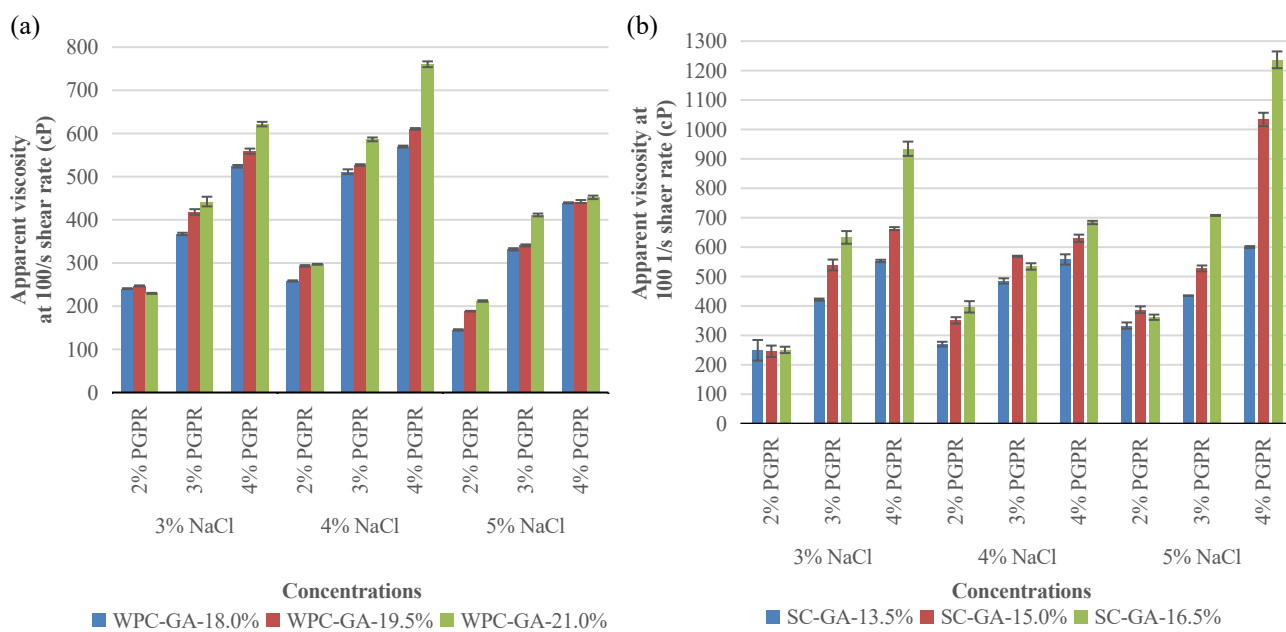 (a)
Apparent viscosity
at 100/s shear rate (cP)
800
700
600
500
400
300
200
100
0
2% PGPR
3% PGPR
4% PGPR
2% PGPR
3% PGPR
4% PGPR
2% PGPR
3% PGPR
4% PGPR
3% NaCl
4% NaCl
5% NaCl
Concentrations
WPC-GA-18.0%
WPC-GA-19.5%
WPC-GA-21.0%
(b)
Apparent viscosity at
100 1/s shaer rate (cP)
1300
1200
1100
1000
900
800
700
600
500
400
300
200
100
0
2% PGPR
3% PGPR
4% PGPR
2% PGPR
3% PGPR
4% PGPR
2% PGPR
3% PGPR
4% PGPR
3% NaCl
4% NaCl
5% NaCl
Concentrations
SC-GA-13.5%
SC-GA-15.0%
SC-GA-16.5%